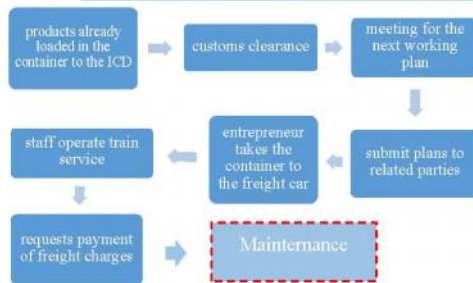 products already
loaded in the
container to the ICD
customs clearance
meeting for the
next working
plan
submit plans to
related parties
entrepreneur
takes the
container to
the freight car
staff operate train
service
requests payment
of freight charges
Mainternance